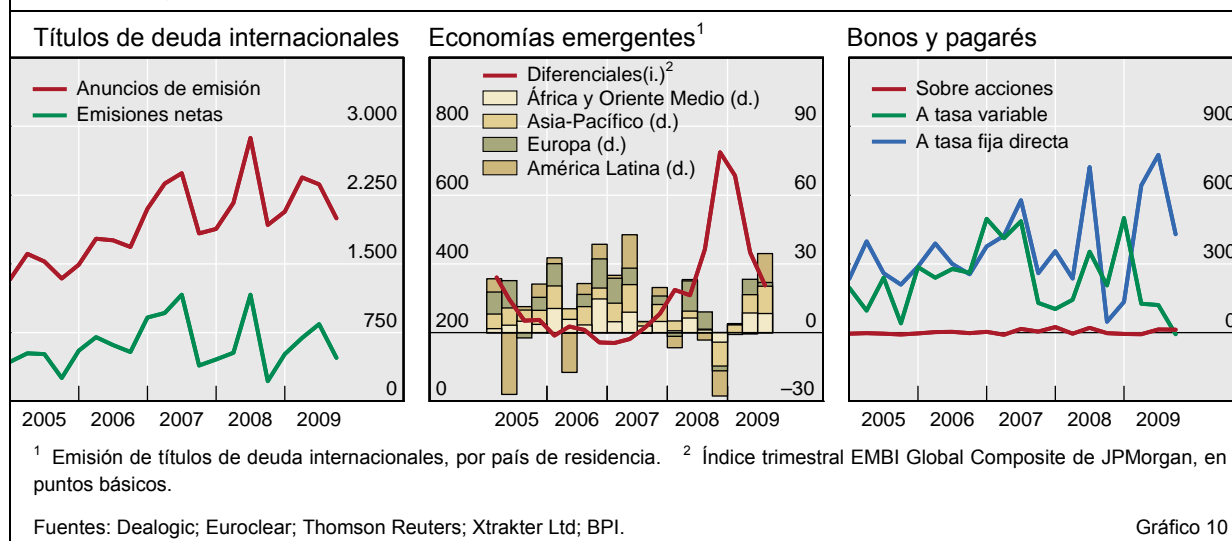 Títulos de deuda internacionales
Anuncios de emisión
Emisiones netas
3.000
2.250
1.500
750
0
2005 2006 2007 2008 2009
Economías emergentes1
Diferenciales(i.)2
África y Oriente Medio (d.)
Asia-Pacífico (d.)
Europa (d.)
América Latina (d.)
800 90
600 60
400 30
200 0
0 –30
2005 2006 2007 2008 2009
Bonos y pagarés
Sobre acciones
A tasa variable
A tasa fija directa
900
600
300
0
2005 2006 2007 2008 2009
1 Emisión de títulos de deuda internacionales, por país de residencia. 2 Índice trimestral EMBI Global Composite de JPMorgan, en
puntos básicos.
Fuentes: Dealogic; Euroclear; Thomson Reuters; Xtrakter Ltd; BPI. Gráfico 10